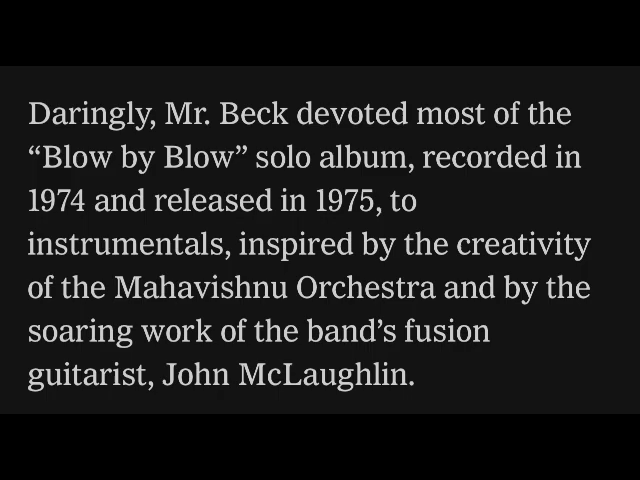 Daringly, Mr. Beck devoted most of the
“Blow by Blow” solo album, recorded in
1974 and released in 1975, to
instrumentals, inspired by the creativity
of the Mahavishnu Orchestra and by the
soaring work of the band’s fusion
guitarist, John McLaughlin.